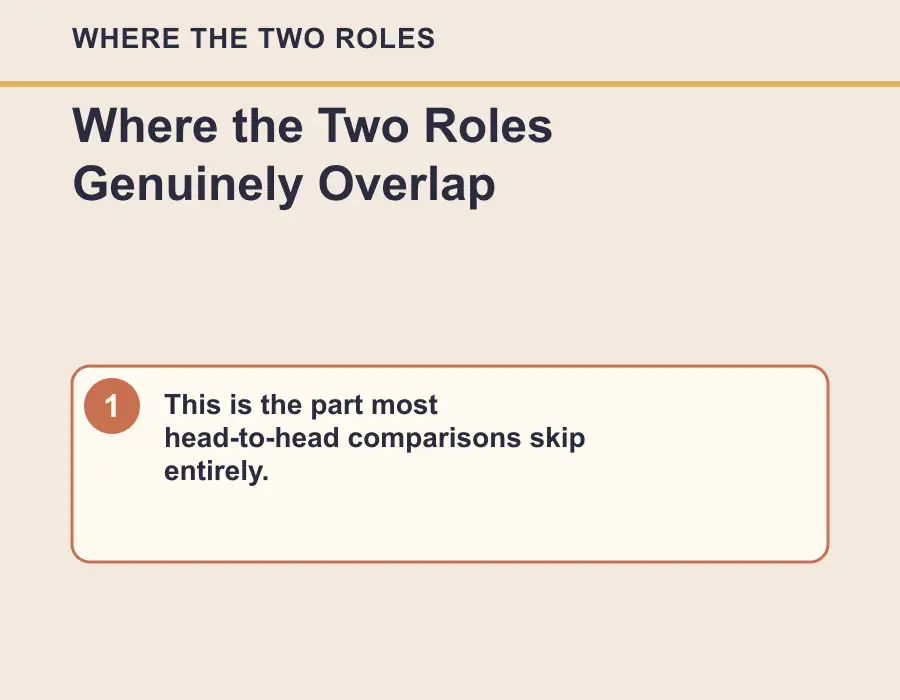 WHERE THE TWO ROLES
Where the Two Roles
Genuinely Overlap
1
This is the part most
head-to-head comparisons skip
entirely.